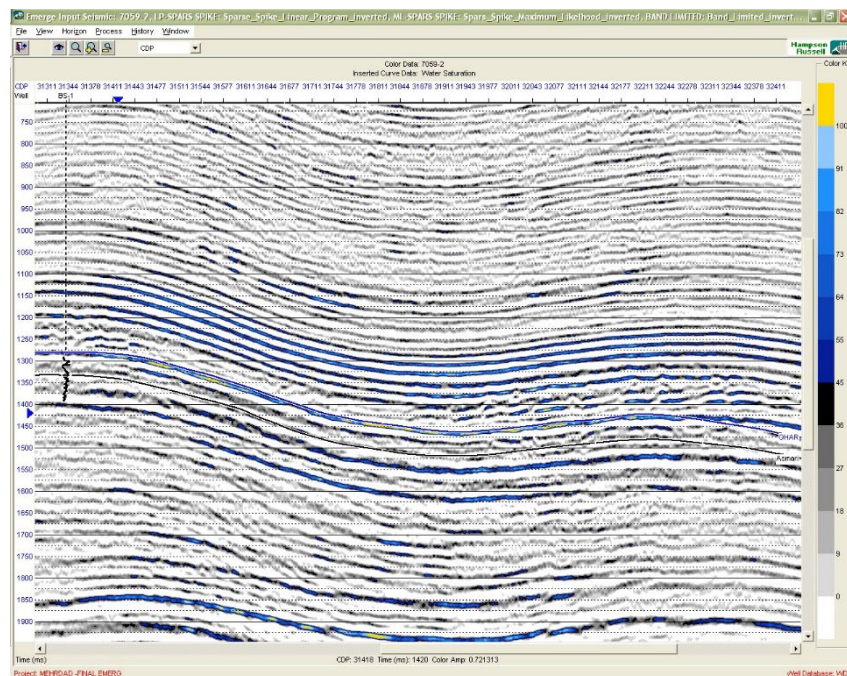 Emerge Input Seismic: 7059-2, LP SPARS SPIKE: Sparse_Spike_Linear_Program_Inverted, ML SPARS SPIKE: Spars_Spike_Maximum_Likelihood_Inverted, BAND LIMITED: Band_Limited_Invert...
File View Horizon Process History Window
CDP
Hampson
Russell
Color Data: 7059-2
Inserted Curve Data: Water Saturation
Color K
CDP 31311 31344 31378 31411 31443 31477 31511 31544 31577 31611 31644 31677 31711 31744 31777 31811 31844 31877 31911 31943 31977 32011 32044 32077 32111 32144 32177 32211 32244 32278 32311 32344 32378 32411
Well BS-1
750
800
850
900
950
1000
1050
1100
1150
1200
1250
1300
1350
1400
1450
1500
1550
1600
1650
1700
1750
1800
1850
1900
GHAR
Asmari
100
91
82
73
64
55
45
36
27
18
9
0
Time (ms)
CDP: 31418 Time (ms): 1420 Color Amp: 0.721313
Project: MEHRDAD -FINAL EMERG
Well Database: WD